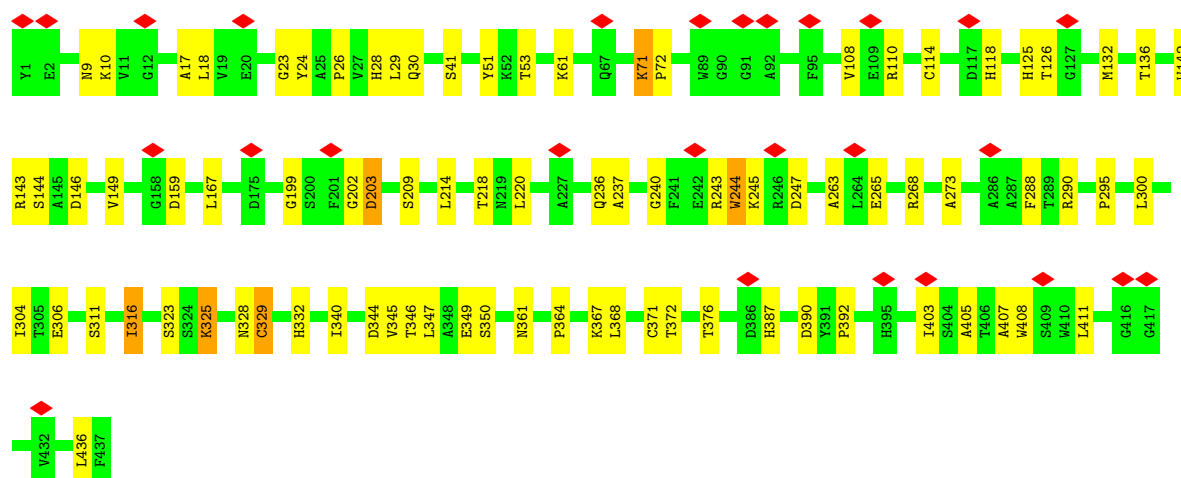 Y1 E2 N9 K10 V11 G12 A17 L18 V19 E20 G23 Y24 A25 P26 V27 H28 L29 Q30 S41 Y51 K52 T53 K61 Q67 K71 P72 W89 G90 G91 A92 F95 V108 E109 R110 C114 D117 H118 H125 T126 G127 M132 T136
R143 S144 A145 D146 V149 G158 D159 L167 D175 G199 S200 F201 G202 D203 S209 L214 T218 N219 L220 A227 Q236 A237 G240 F241 E242 R243 W244 K245 R246 D247 A263 L264 E265 R268 A273 A286 A287 F288 T289 R290 P295 L300
I304 T305 E306 S311 I316 S323 S324 K325 N328 C329 H332 I340 D344 V345 T346 L347 A348 E349 S350 N361 P364 K367 L368 C371 T372 T376 D386 H387 D390 Y391 P392 H395 I403 S404 A405 T406 A407 W408 S409 W410 L411 G416 G417
V432 L436 F437